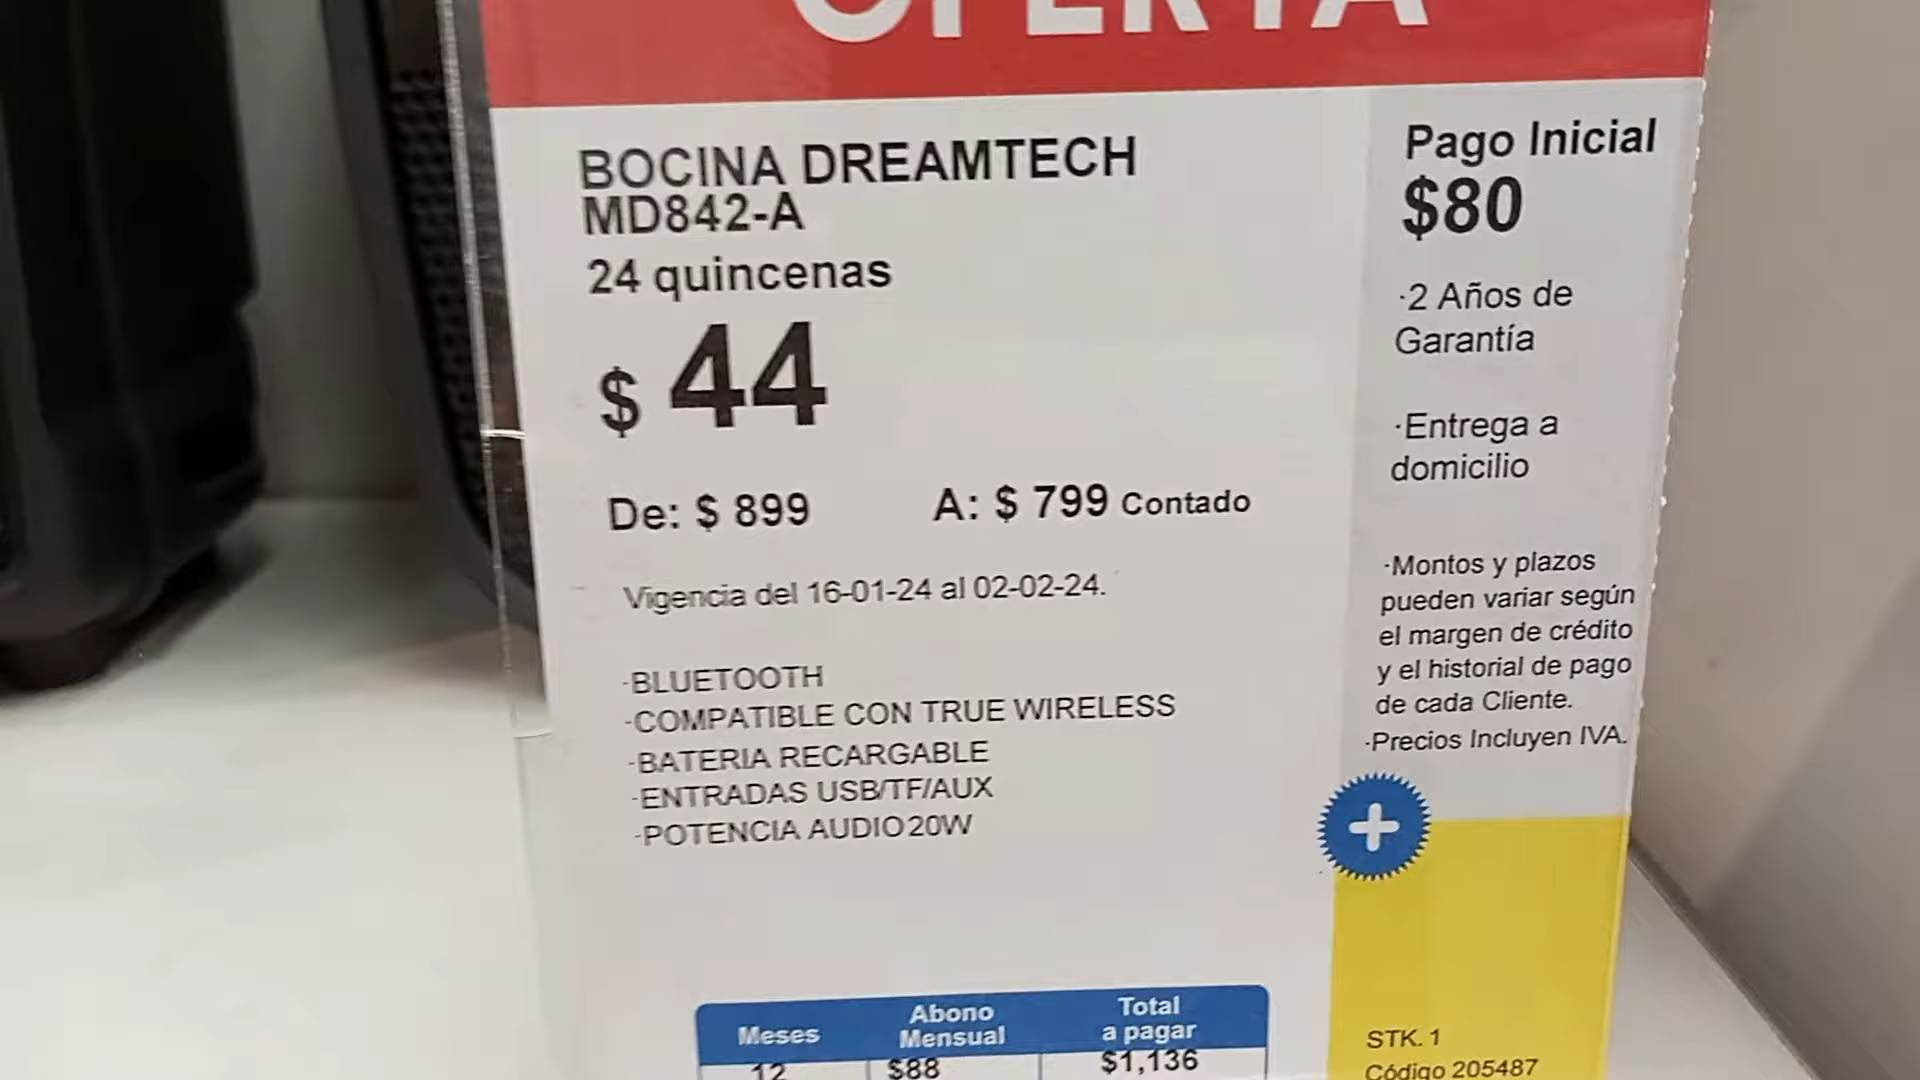 OFERTA
BOCINA DREAMTECH
MD842-A
24 quincenas
$ 44
De: $ 899 A: $ 799 Contado
Vigencia del 16-01-24 al 02-02-24.
·BLUETOOTH
·COMPATIBLE CON TRUE WIRELESS
·BATERIA RECARGABLE
·ENTRADAS USB/TF/AUX
·POTENCIA AUDIO 20W
Pago Inicial
$80
·2 Años de
Garantía
·Entrega a
domicilio
·Montos y plazos
pueden variar según
el margen de crédito
y el historial de pago
de cada Cliente.
·Precios Incluyen IVA.
+
Meses Abono Mensual Total a pagar
12 $88 $1,136
STK. 1
Código 205487